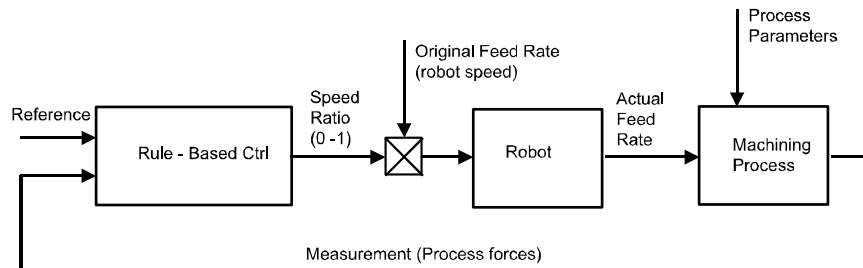 Process
Parameters
Original Feed Rate
(robot speed)
Reference
Speed
Ratio
(0 -1)
Actual
Feed
Rate
Rule - Based Ctrl
Robot
Machining
Process
Measurement (Process forces)